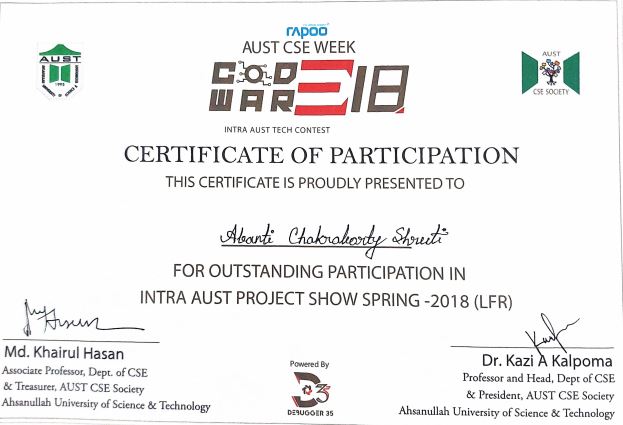 rapoo
AUST CSE WEEK
CODE
WAR E18
INTRA AUST TECH CONTEST
AUST
1995
AUST
CSE SOCIETY
CERTIFICATE OF PARTICIPATION
THIS CERTIFICATE IS PROUDLY PRESENTED TO
Abanti Chakraborty Shruti
FOR OUTSTANDING PARTICIPATION IN
INTRA AUST PROJECT SHOW SPRING -2018 (LFR)
Md. Khairul Hasan
Associate Professor, Dept. of CSE
& Treasurer, AUST CSE Society
Ahsanullah University of Science & Technology
Powered By
D35
DEBUGGER 35
Dr. Kazi A Kalpoma
Professor and Head, Dept of CSE
& President, AUST CSE Society
Ahsanullah University of Science & Technology